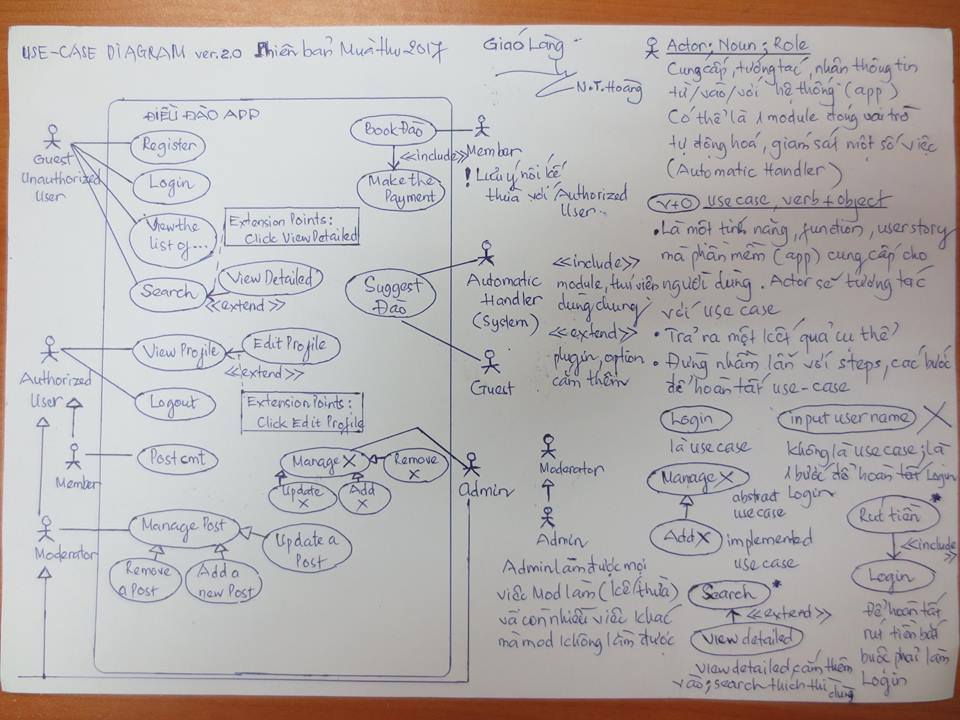 USE-CASE DIAGRAM ver.2.0 Phiên bản Mùa thu 2017
Giáo Làng
N.T.Hoàng
ĐIỀU ĐÀO APP
Guest
Unauthorized
User
Register
Login
View the
list of...
Search
Extension Points:
Click View Detailed
View Detailed
<<extend>>
Book Đào
<<include>>
Make the
Payment
Member
! Lưu ý nối kế
thừa với Authorized
User..
Suggest
Đào
Automatic
Handler
(System)
Guest
<<include>>
module, thư viện
dùng chung
<<extend>>
plugin, option
cắm thêm
Authorized
User
View Profile
Edit Profile
<<extend>>
Extension Points:
Click Edit Profile
Logout
Member
Post cmt
Manage X
Remove
X
Update
X
Add
X
Admin
Moderator
Manage Post
Remove
a Post
Add a
new Post
Update a
Post
Moderator
Admin
Admin làm được mọi
việc Mod làm (kế thừa)
và còn nhiều việc khác
mà mod không làm được
Actor; Noun; Role
Cung cấp, tương tác, nhận thông tin
từ/vào/với hệ thống (app)
Có thể là 1 module đóng vai trò
tự động hoá, giám sát một số việc
(Automatic Handler)
V+O use case, verb + object
• Là một tính năng, function, user story
mà phần mềm (app) cung cấp cho
người dùng. Actor sẽ tương tác
với use case
• Trả ra một kết quả cụ thể
• Đừng nhầm lẫn với steps, các bước
để hoàn tất use-case
Login
là use case
input username
không là use case; là
1 bước để hoàn tất Login
Login
Manage X
abstract
use case
Add X
implemented
use case
Search *
<<extend>>
View detailed
view detailed cắm thêm
vào; search thích thì dùng
Rút tiền *
<<include>>
Login
Để hoàn tất
rút tiền bắt
buộc phải làm
Login